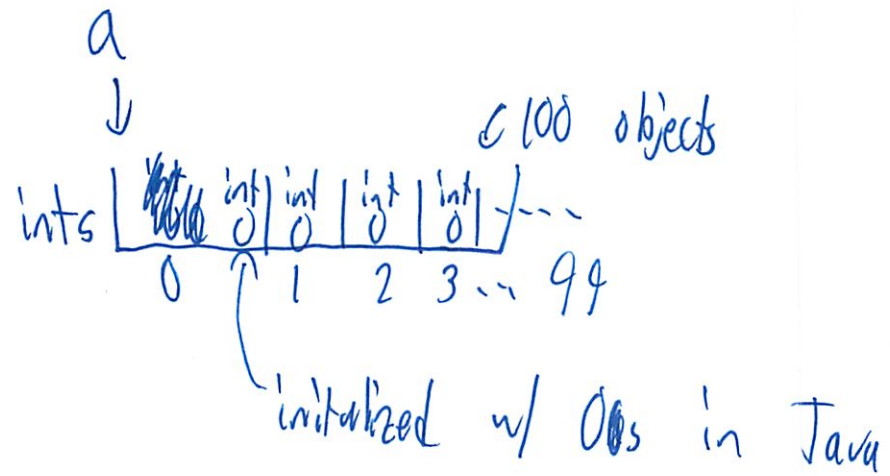 a
↓
↙ 100 objects
ints | int 0 | int 0 | int 0 | int 0 | ...
0 1 2 3 ... 99
initalized w/ 0s in Java